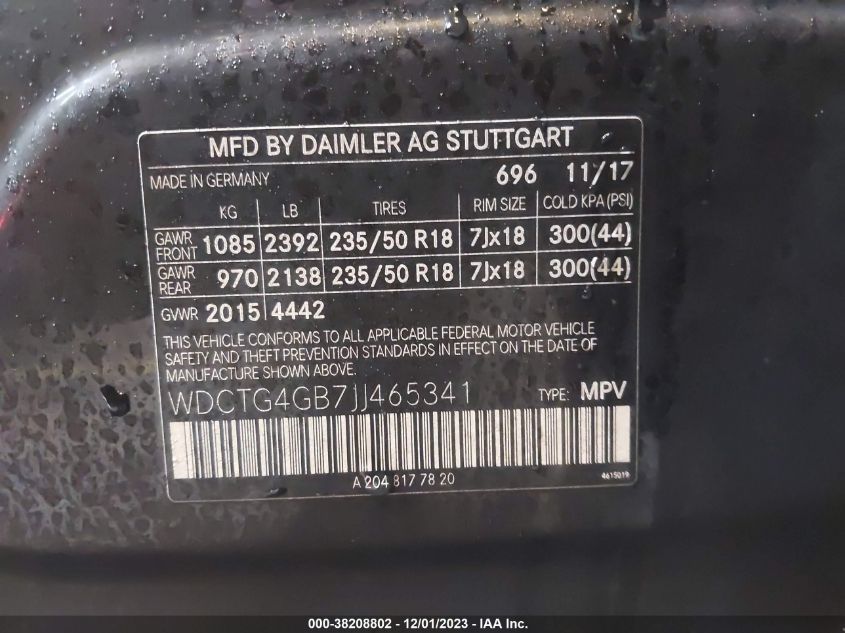 MFD BY DAIMLER AG STUTTGART
MADE IN GERMANY 696 11/17
KG LB TIRES RIM SIZE COLD KPA (PSI)
GAWR FRONT 1085 2392 235/50 R18 7Jx18 300(44)
GAWR REAR 970 2138 235/50 R18 7Jx18 300(44)
GVWR 2015 4442
THIS VEHICLE CONFORMS TO ALL APPLICABLE FEDERAL MOTOR VEHICLE
SAFETY AND THEFT PREVENTION STANDARDS IN EFFECT ON THE DATE OF
MANUFACTURE SHOWN ABOVE.
WDCTG4GB7JJ465341 TYPE: MPV
A 204 817 78 20 4615019
000-38208802 - 12/01/2023 - IAA Inc.